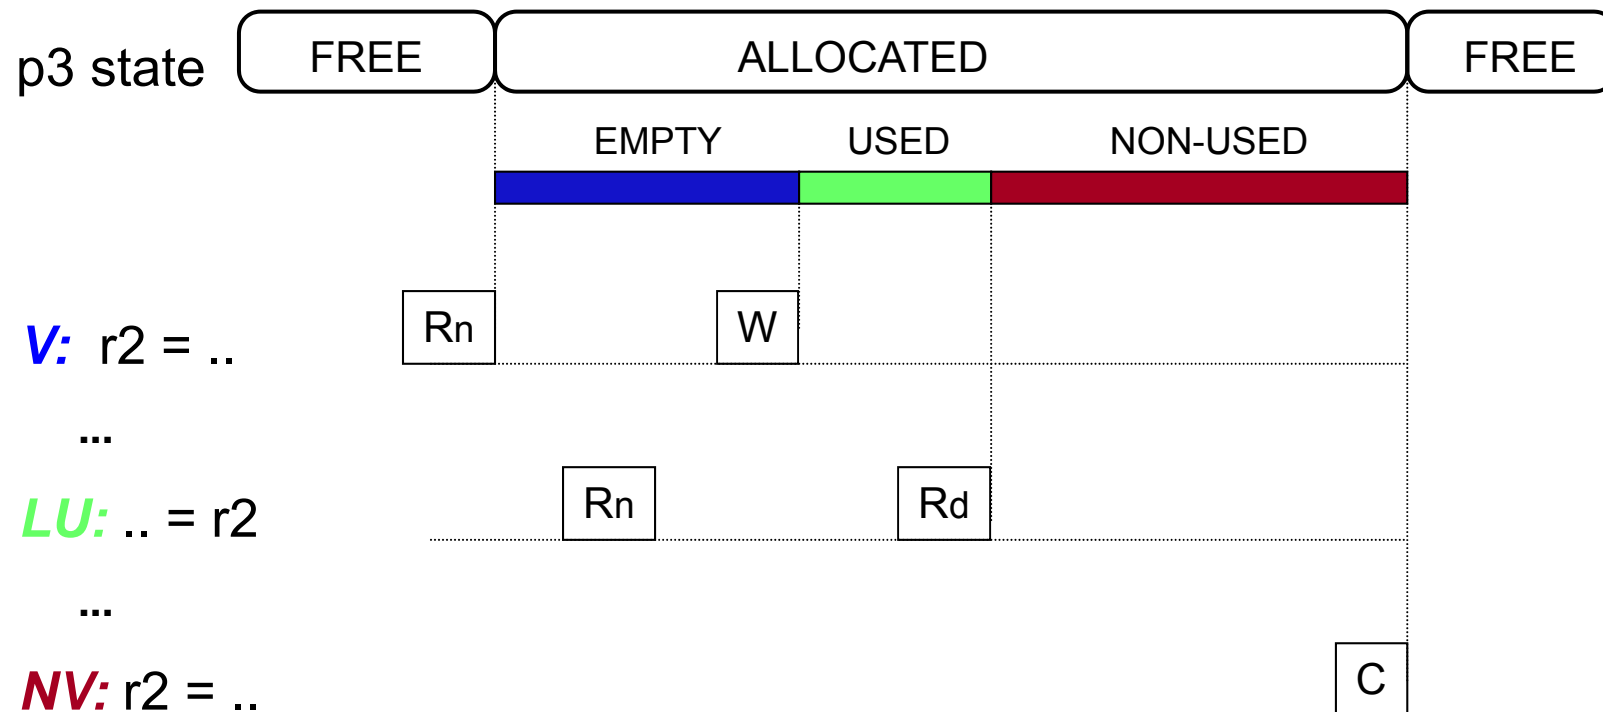 p3 state FREE ALLOCATED FREE
EMPTY USED NON-USED
V: r2 = .. Rn W
...
LU: .. = r2 Rn Rd
...
NV: r2 = .. C